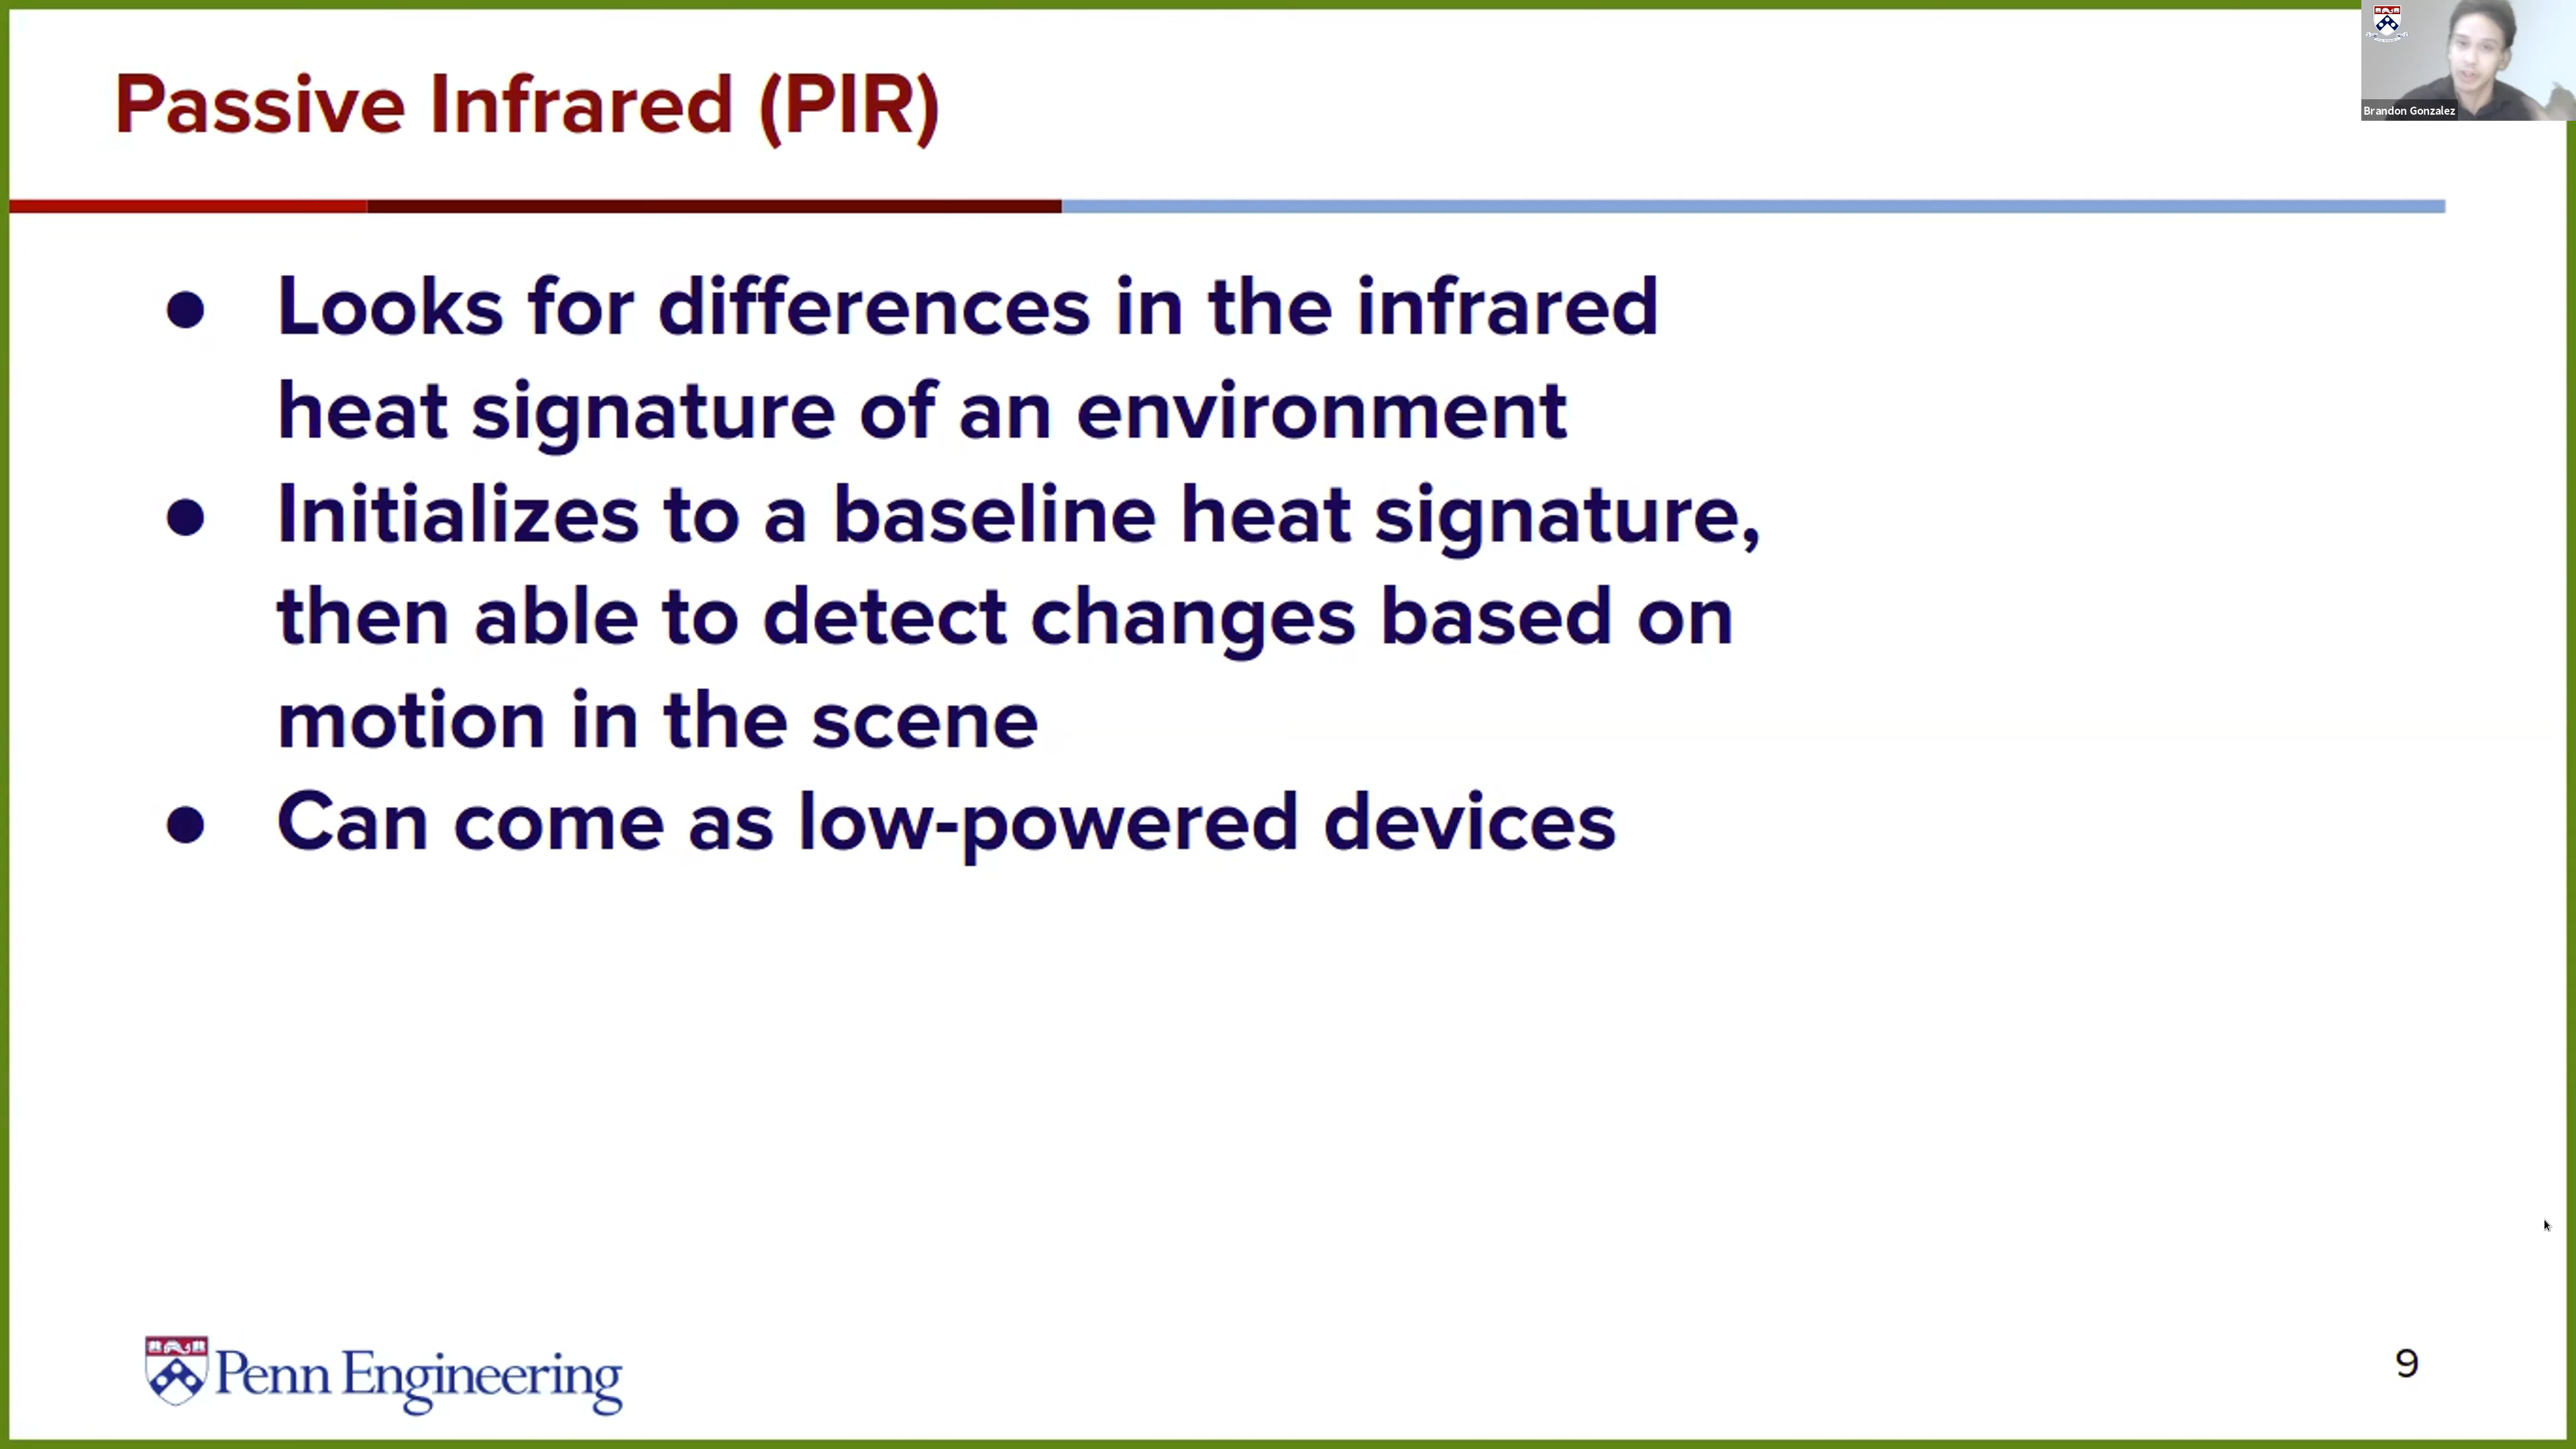 Passive Infrared (PIR)
Brandon Gonzalez
● Looks for differences in the infrared
heat signature of an environment
● Initializes to a baseline heat signature,
then able to detect changes based on
motion in the scene
● Can come as low-powered devices
Penn Engineering
9